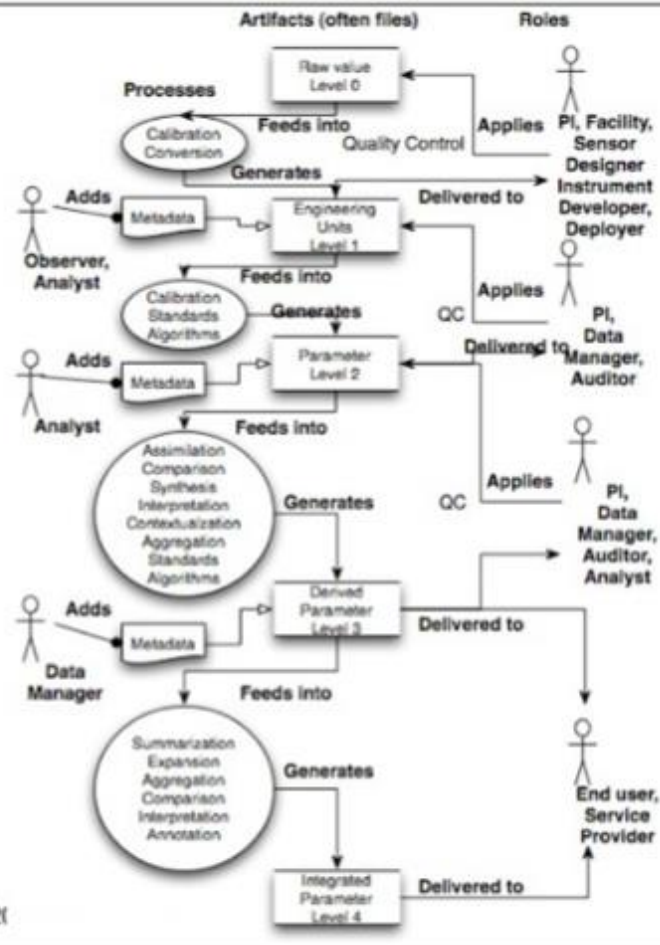 Artifacts (often files)
Roles
Raw value
Level 0
Processes
Calibration
Conversion
Feeds into
Quality Control
Applies
PI, Facility,
Sensor
Designer
Instrument
Developer,
Deployer
Generates
Delivered to
Adds
Metadata
Engineering
Units
Level 1
Observer,
Analyst
Feeds into
Calibration
Standards
Algorithms
Generates
Applies
QC
PI,
Data
Manager,
Auditor
Delivered to
Parameter
Level 2
Adds
Metadata
Analyst
Feeds into
Assimilation
Comparison
Synthesis
Interpretation
Contextualization
Aggregation
Standards
Algorithms
Generates
Applies
QC
PI,
Data
Manager,
Auditor,
Analyst
Derived
Parameter
Level 3
Delivered to
Adds
Metadata
Data
Manager
Feeds into
Summarization
Expansion
Aggregation
Comparison
Interpretation
Annotation
Generates
End user,
Service
Provider
Integrated
Parameter
Level 4
Delivered to